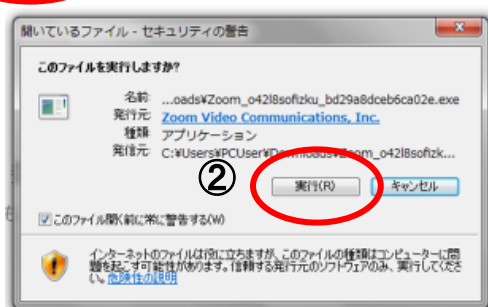 開いているファイル - セキュリティの警告
このファイルを実行しますか?
名前: ...oads¥Zoom_o42l8sofizku_bd29a8dceb6ca02e.exe
発行元: Zoom Video Communications, Inc.
種類: アプリケーション
発信元: C:¥Users¥PCUser¥Downloads¥Zoom_o42l8sofizk...
②
実行(R)
キャンセル
このファイル開く前に常に警告する(W)
インターネットのファイルは役に立ちますが、このファイルの種類はコンピューターに問
題を起こす可能性があります。信頼する発行元のソフトウェアのみ、実行してくださ
い。危険性の説明